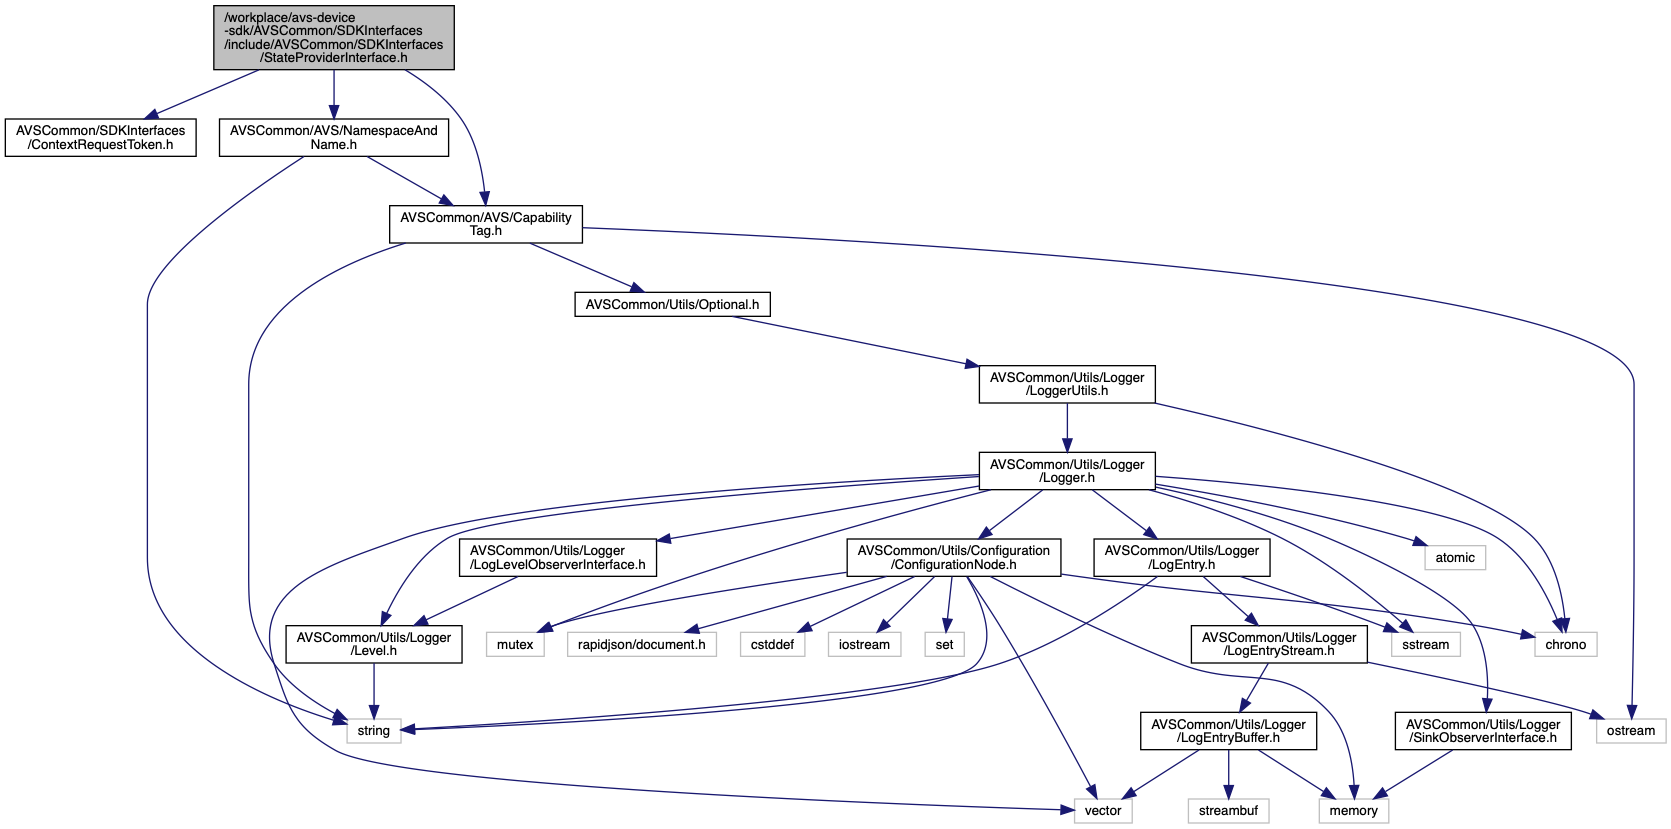 /workplace/avs-device
-sdk/AVSCommon/SDKInterfaces
/include/AVSCommon/SDKInterfaces
/StateProviderInterface.h
AVSCommon/SDKInterfaces
/ContextRequestToken.h
AVSCommon/AVS/NamespaceAnd
Name.h
AVSCommon/AVS/Capability
Tag.h
AVSCommon/Utils/Optional.h
AVSCommon/Utils/Logger
/LoggerUtils.h
AVSCommon/Utils/Logger
/Logger.h
AVSCommon/Utils/Logger
/LogLevelObserverInterface.h
AVSCommon/Utils/Configuration
/ConfigurationNode.h
AVSCommon/Utils/Logger
/LogEntry.h
atomic
AVSCommon/Utils/Logger
/Level.h
mutex
rapidjson/document.h
cstddef
iostream
set
AVSCommon/Utils/Logger
/LogEntryStream.h
sstream
chrono
string
AVSCommon/Utils/Logger
/LogEntryBuffer.h
AVSCommon/Utils/Logger
/SinkObserverInterface.h
ostream
vector
streambuf
memory